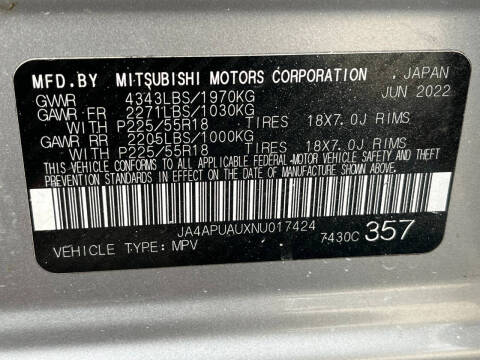 MFD.BY MITSUBISHI MOTORS CORPORATION . JAPAN
GVWR 4343LBS/1970KG JUN 2022
GAWR FR 2271LBS/1030KG
WITH P225/55R18 TIRES 18X7.0J RIMS
GAWR RR 2205LBS/1000KG
WITH P225/55R18 TIRES 18X7.0J RIMS
THIS VEHICLE CONFORMS TO ALL APPLICABLE FEDERAL MOTOR VEHICLE SAFETY AND THEFT
PREVENTION STANDARDS IN EFFECT ON THE DATE OF MANUFACTURE SHOWN ABOVE.
JA4APUAUXNU017424
VEHICLE TYPE: MPV 7430C 357